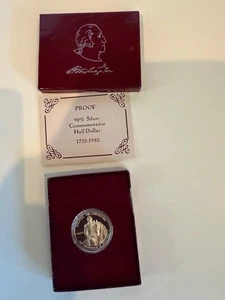 PROOF
90% Silver
Commemorative
Half Dollar
1732-1982